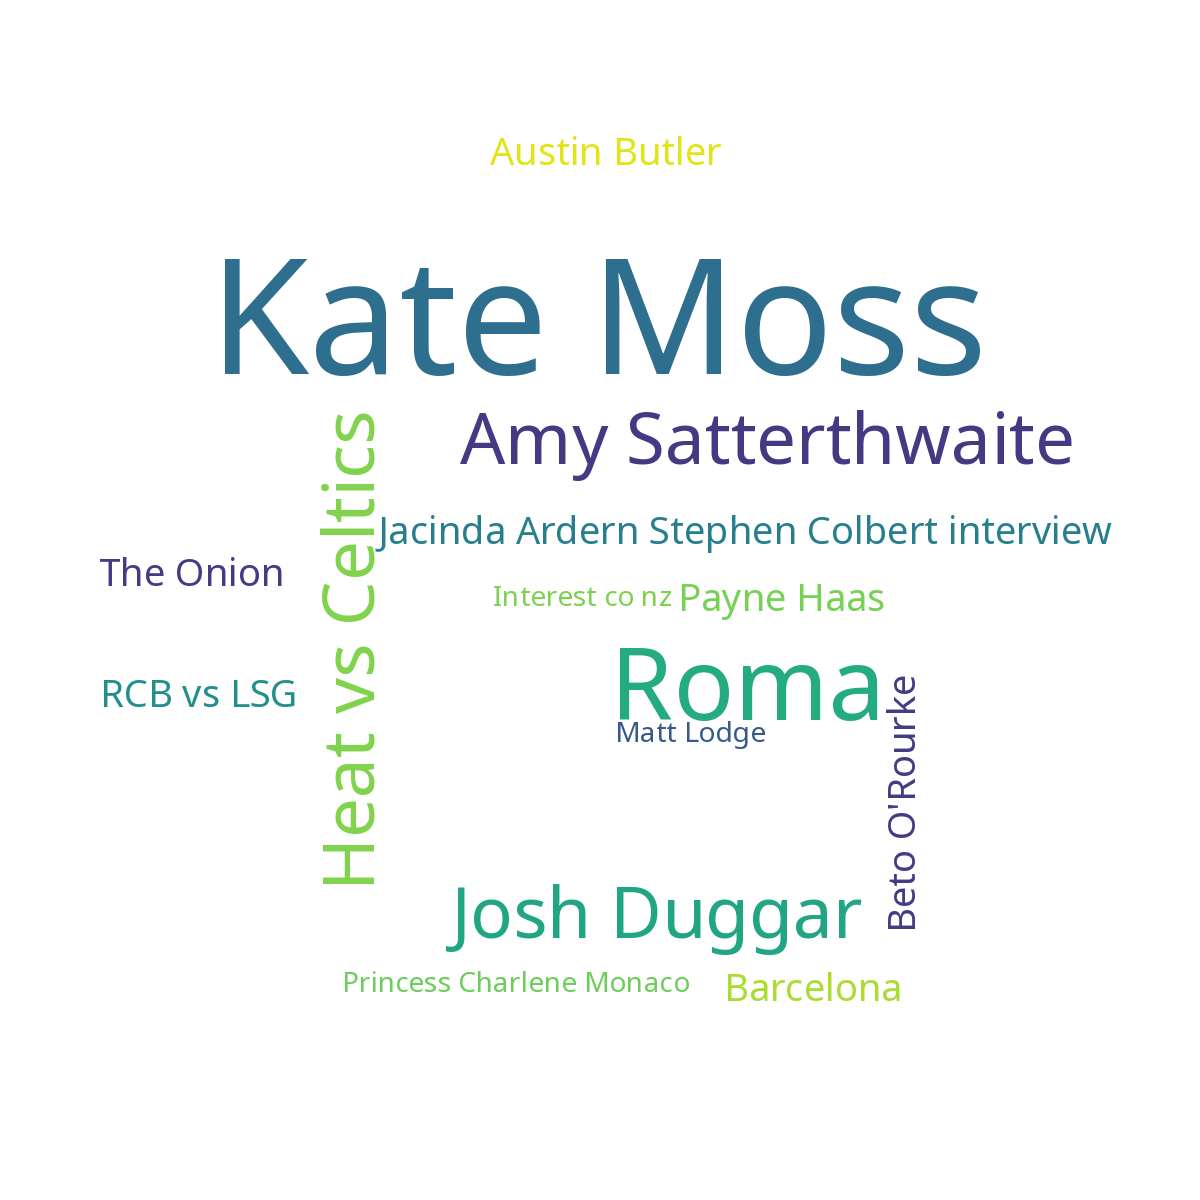 Austin Butler
Kate Moss
Amy Satterthwaite
Heat vs Celtics
Jacinda Ardern Stephen Colbert interview
The Onion
Interest co nz
Payne Haas
Roma
RCB vs LSG
Matt Lodge
Beto O'Rourke
Josh Duggar
Princess Charlene Monaco
Barcelona